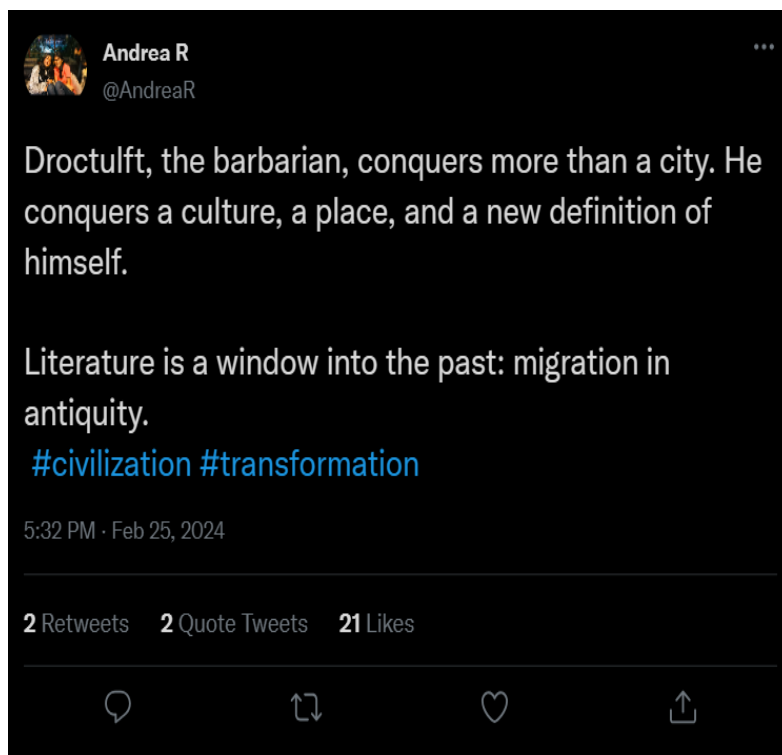 Andrea R
@AndreaR
Droctulft, the barbarian, conquers more than a city. He
conquers a culture, a place, and a new definition of
himself.
Literature is a window into the past: migration in
antiquity.
#civilization #transformation
5:32 PM · Feb 25, 2024
2 Retweets 2 Quote Tweets 21 Likes